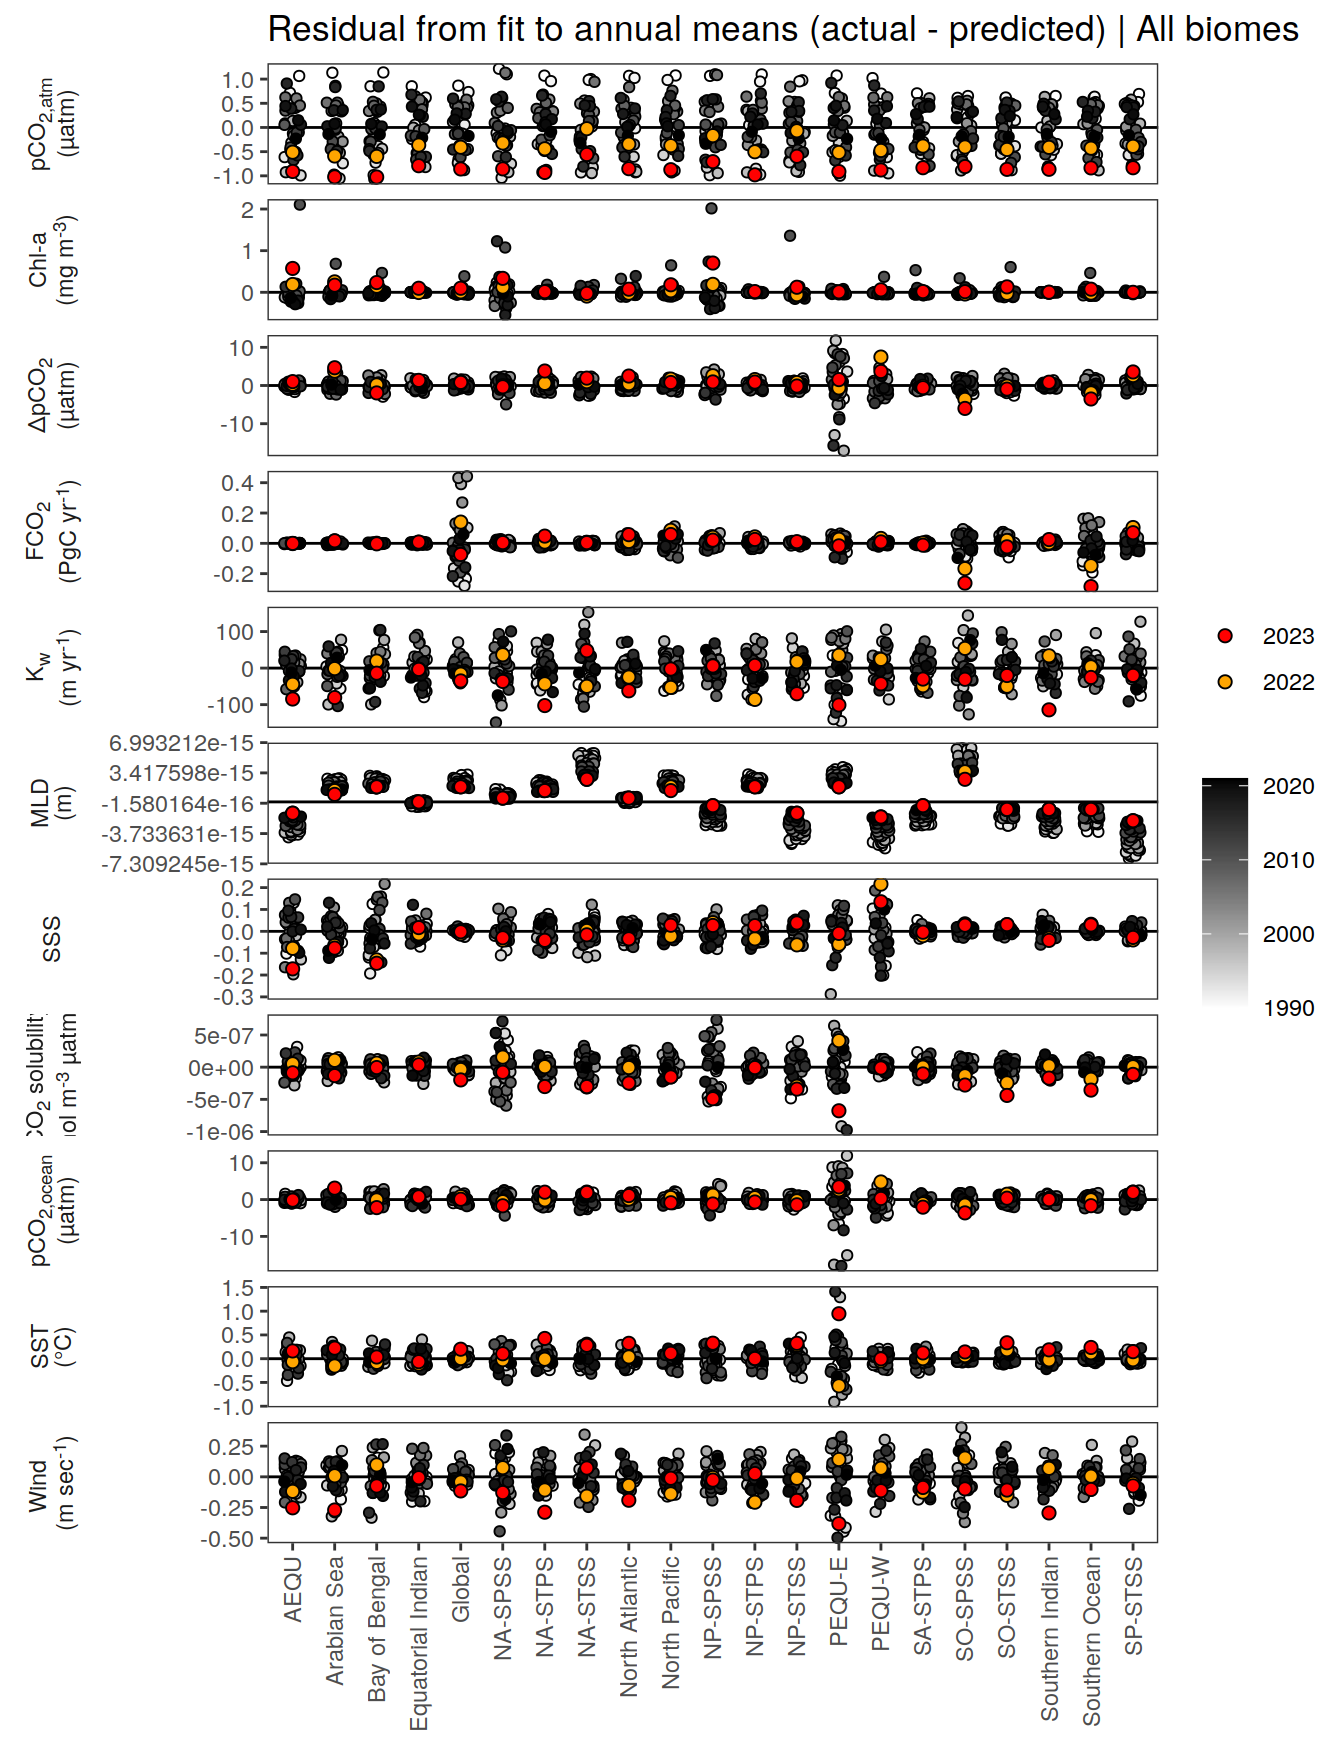 Residual from fit to annual means (actual - predicted) | All biomes
pCO2,atm
(µatm)
1.0
0.5
0.0
-0.5
-1.0
Chl-a
(mg m-3)
2
1
0
ΔpCO2
(µatm)
10
0
-10
FCO2
(PgC yr-1)
0.4
0.2
0.0
-0.2
Kw
(m yr-1)
100
0
-100
MLD
(m)
6.993212e-15
3.417598e-15
-1.580164e-16
-3.733631e-15
-7.309245e-15
SSS
0.2
0.1
0.0
-0.1
-0.2
-0.3
CO2 solubility
ol m-3 µatm
5e-07
0e+00
-5e-07
-1e-06
pCO2,ocean
(µatm)
10
0
-10
SST
(°C)
1.5
1.0
0.5
0.0
-0.5
-1.0
Wind
(m sec-1)
0.25
0.00
-0.25
-0.50
AEQU
Arabian Sea
Bay of Bengal
Equatorial Indian
Global
NA-SPSS
NA-STPS
NA-STSS
North Atlantic
North Pacific
NP-SPSS
NP-STPS
NP-STSS
PEQU-E
PEQU-W
SA-STPS
SO-SPSS
SO-STSS
Southern Indian
Southern Ocean
SP-STSS
2023
2022
2020
2010
2000
1990